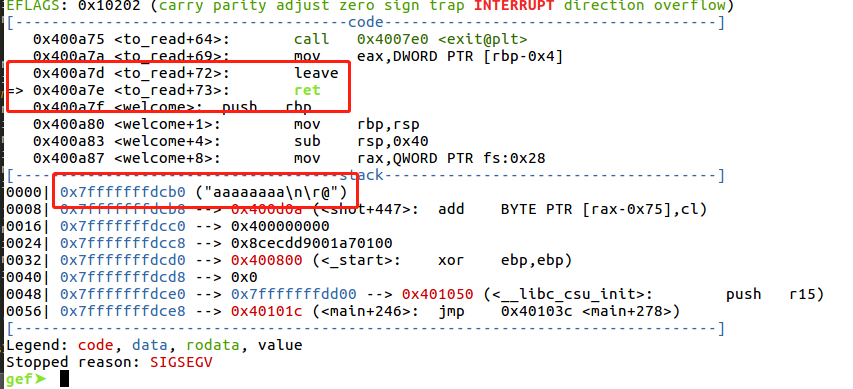 EFLAGS: 0x10202 (carry parity adjust zero sign trap INTERRUPT direction overflow)
[-------------------------------------code-------------------------------------]
   0x400a75 <to_read+64>:	call   0x4007e0 <exit@plt>
   0x400a7a <to_read+69>:	mov    eax,DWORD PTR [rbp-0x4]
   0x400a7d <to_read+72>:	leave
=> 0x400a7e <to_read+73>:	ret
   0x400a7f <welcome>:	push   rbp
   0x400a80 <welcome+1>:	mov    rbp,rsp
   0x400a83 <welcome+4>:	sub    rsp,0x40
   0x400a87 <welcome+8>:	mov    rax,QWORD PTR fs:0x28
[------------------------------------stack-------------------------------------]
0000| 0x7fffffffdcb0 ("aaaaaaaa\n\r@")
0008| 0x7fffffffdcb8 --> 0x400d0a (<shot+447>:	add    BYTE PTR [rax-0x75],cl)
0016| 0x7fffffffdcc0 --> 0x400000000
0024| 0x7fffffffdcc8 --> 0x8cecdd9001a70100
0032| 0x7fffffffdcd0 --> 0x400800 (<_start>:	xor    ebp,ebp)
0040| 0x7fffffffdcd8 --> 0x0
0048| 0x7fffffffdce0 --> 0x7fffffffdd00 --> 0x401050 (<__libc_csu_init>:	push   r15)
0056| 0x7fffffffdce8 --> 0x40101c (<main+246>:	jmp    0x40103c <main+278>)
[------------------------------------------------------------------------------]
Legend: code, data, rodata, value
Stopped reason: SIGSEGV
gef➤